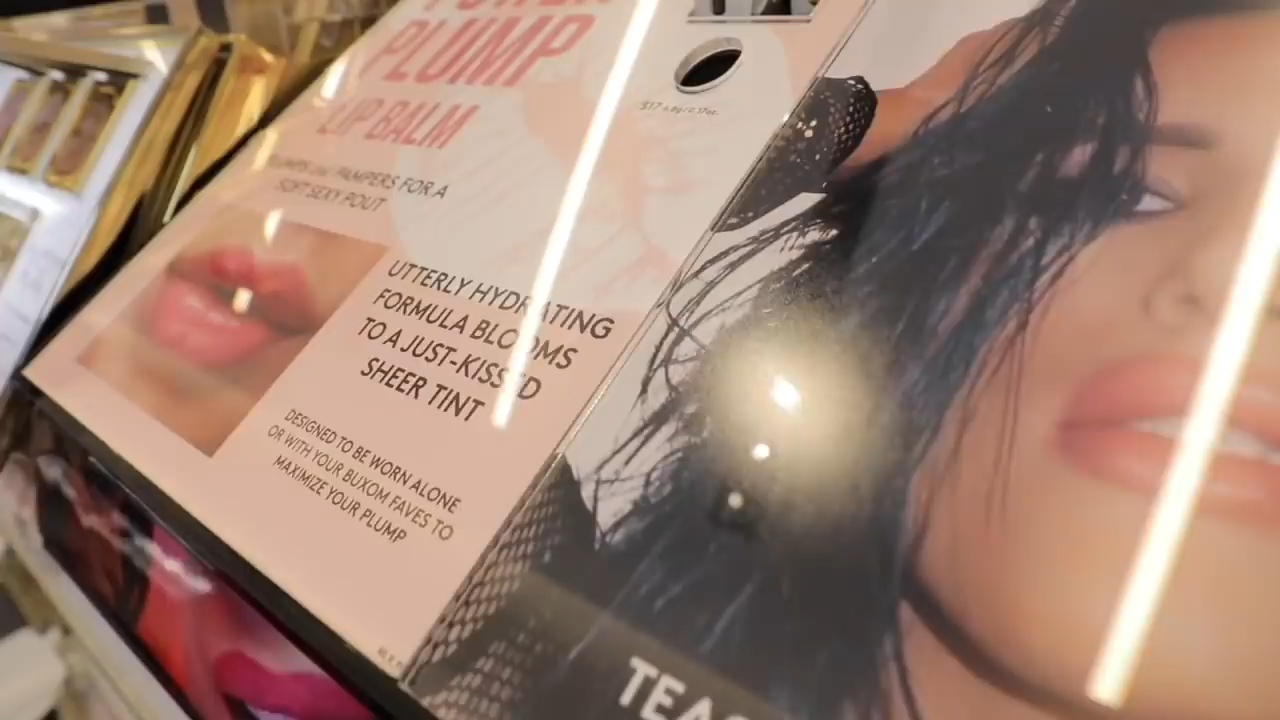 PLUMP
LIP BALM
PAMPERS FOR A
SOFT SEXY POUT
$17
UTTERLY HYDRATING
FORMULA BLOOMS
TO A JUST-KISSED
SHEER TINT
DESIGNED TO BE WORN ALONE
OR WITH YOUR BUXOM FAVES TO
MAXIMIZE YOUR PLUMP